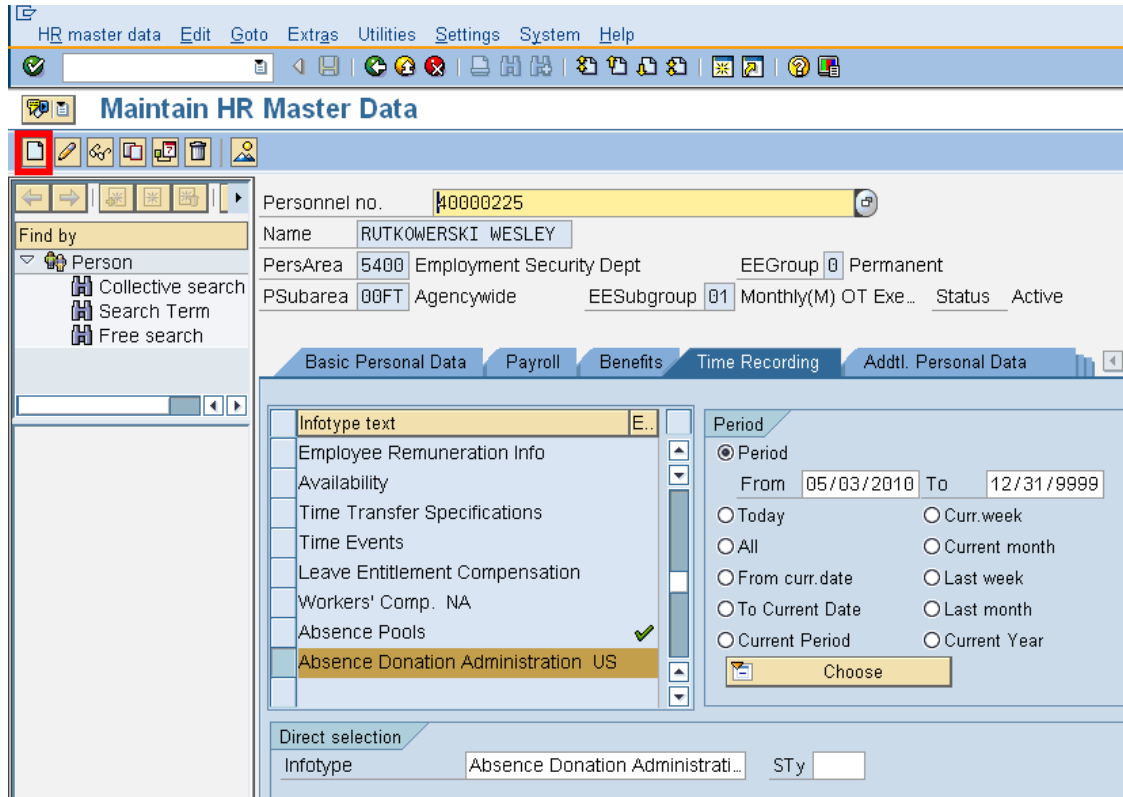 HR master data Edit Goto Extras Utilities Settings System Help
Maintain HR Master Data
Find by
Person
Collective search
Search Term
Free search
Personnel no. 40000225
Name RUTKOWERSKI WESLEY
PersArea 5400 Employment Security Dept EEGroup 0 Permanent
PSubarea 00FT Agencywide EESubgroup 01 Monthly(M) OT Exe... Status Active
Basic Personal Data Payroll Benefits Time Recording Addtl. Personal Data
Infotype text E..
Employee Remuneration Info
Availability
Time Transfer Specifications
Time Events
Leave Entitlement Compensation
Workers' Comp. NA
Absence Pools
Absence Donation Administration US
Period
Period
From 05/03/2010 To 12/31/9999
Today Curr.week
All Current month
From curr.date Last week
To Current Date Last month
Current Period Current Year
Choose
Direct selection
Infotype Absence Donation Administrati... STy